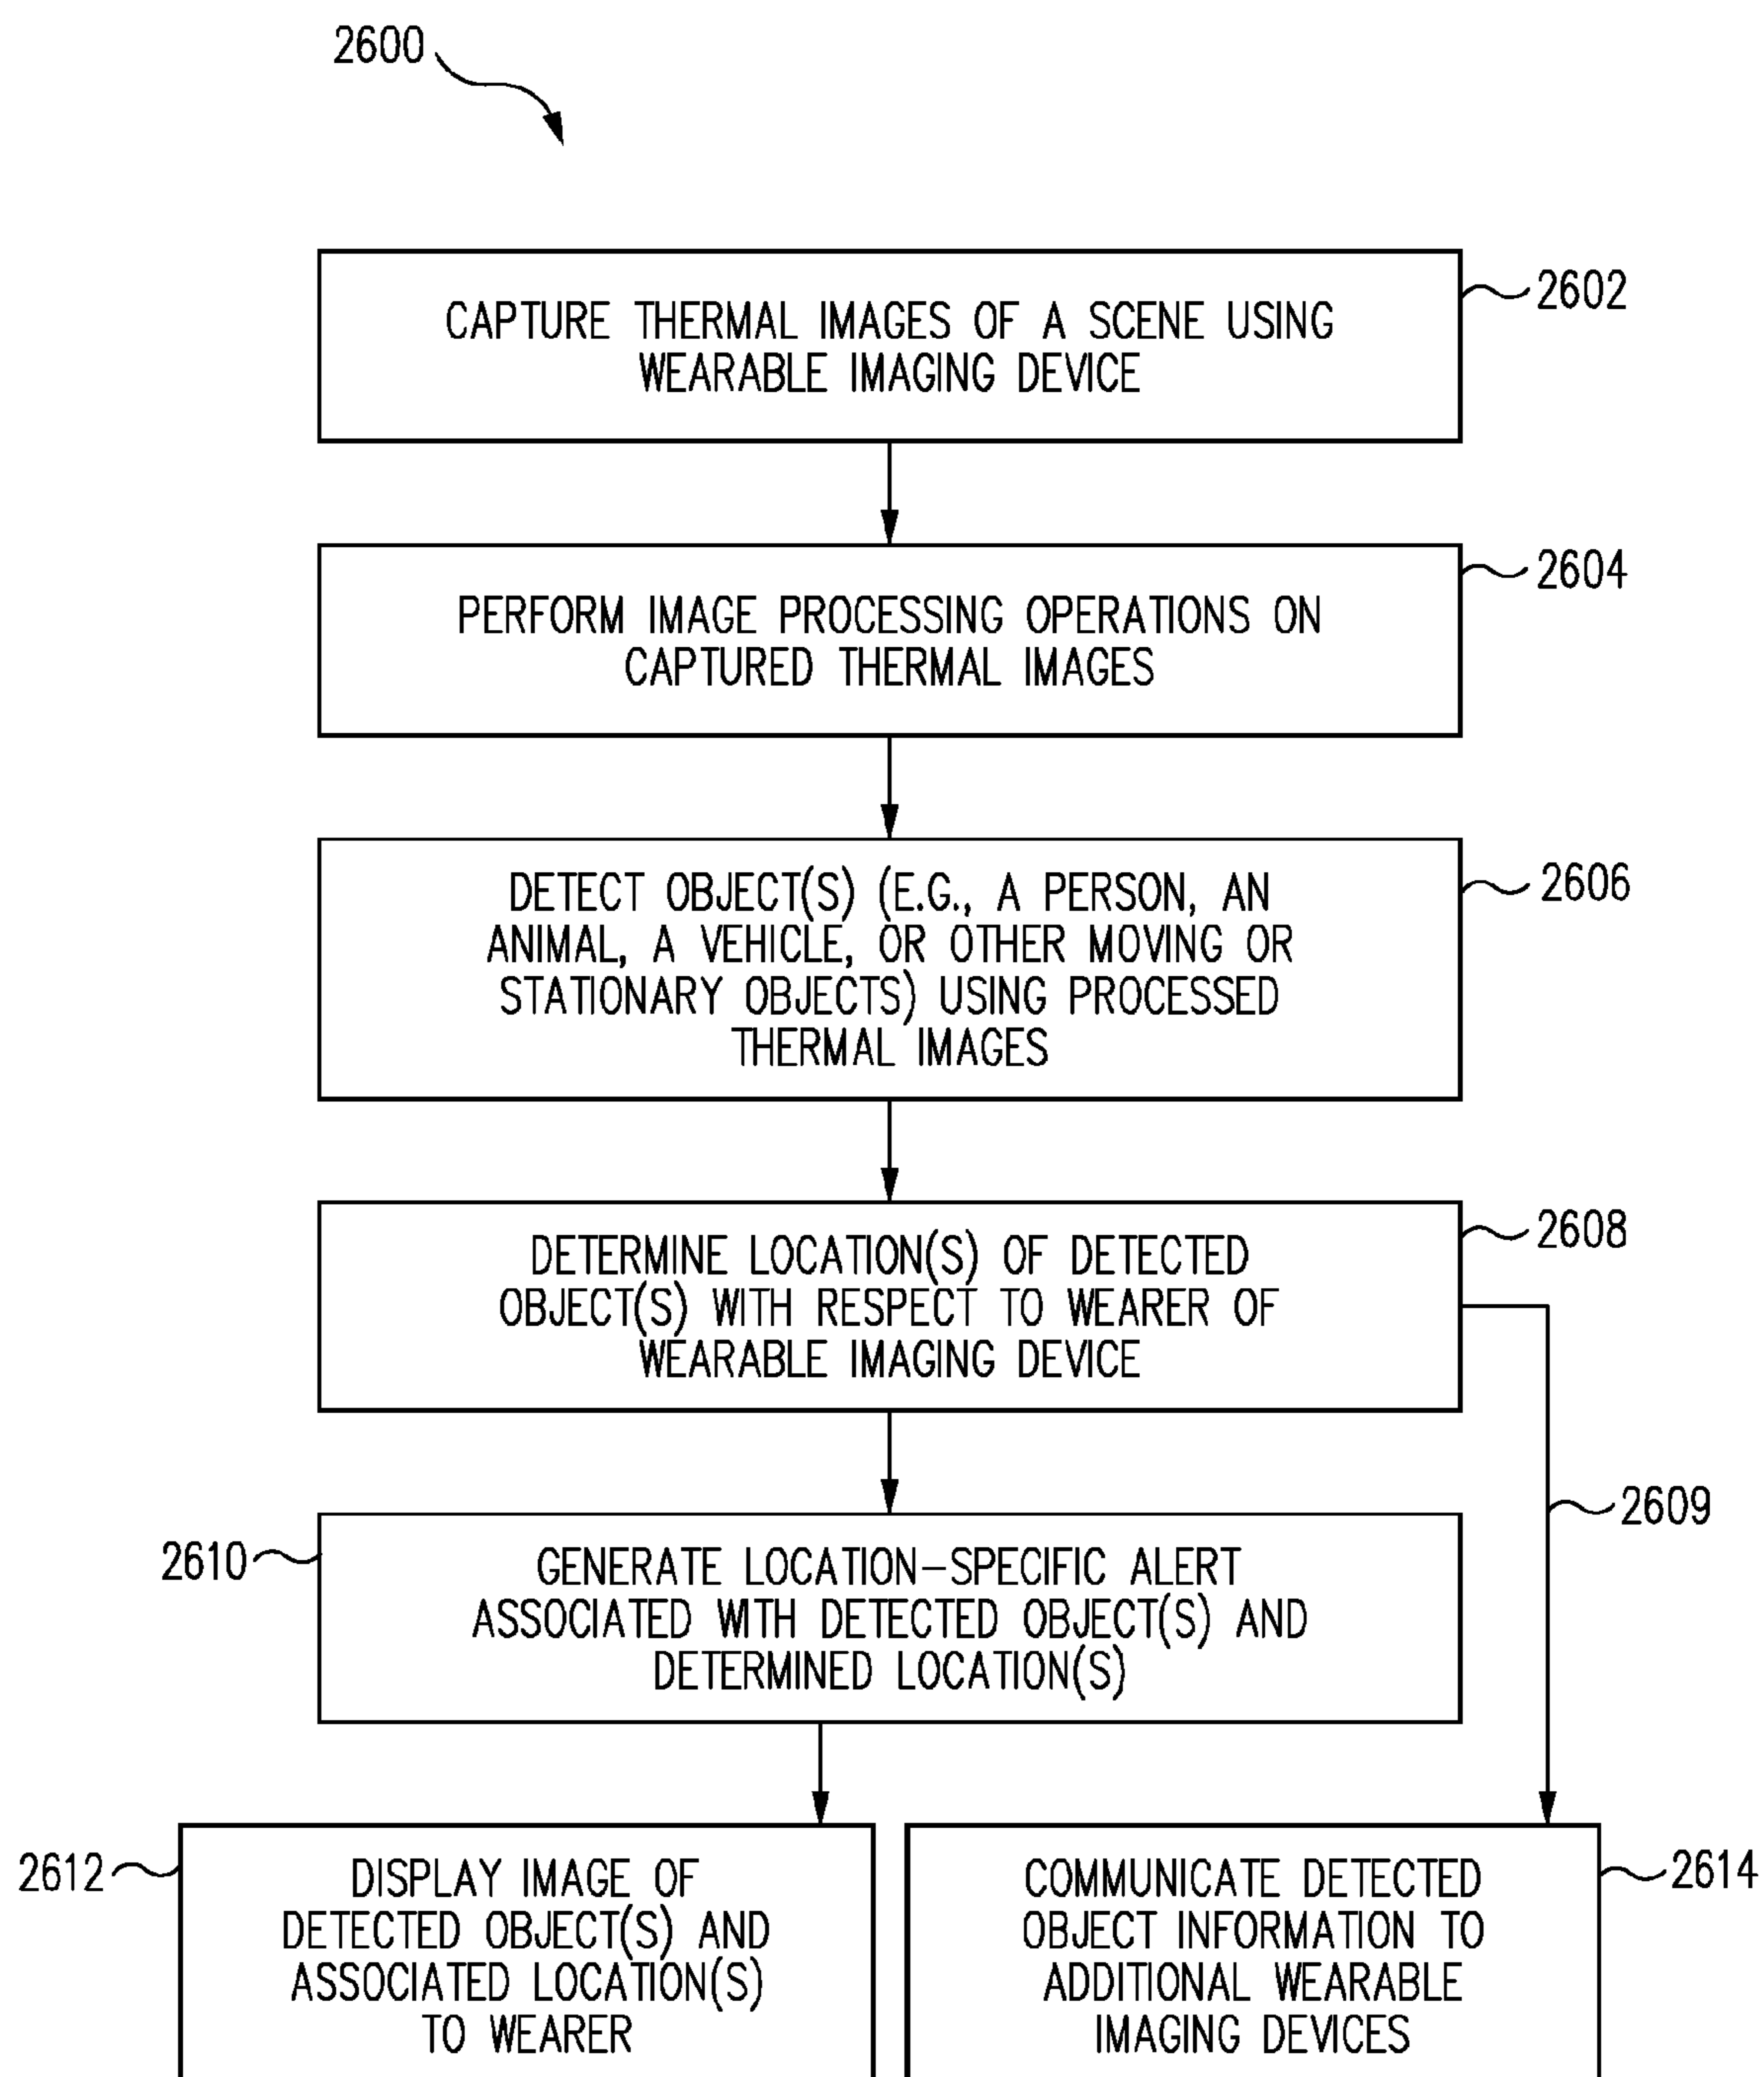 2600
CAPTURE THERMAL IMAGES OF A SCENE USING
WEARABLE IMAGING DEVICE
2602
PERFORM IMAGE PROCESSING OPERATIONS ON
CAPTURED THERMAL IMAGES
2604
DETECT OBJECT(S) (E.G., A PERSON, AN
ANIMAL, A VEHICLE, OR OTHER MOVING OR
STATIONARY OBJECTS) USING PROCESSED
THERMAL IMAGES
2606
DETERMINE LOCATION(S) OF DETECTED
OBJECT(S) WITH RESPECT TO WEARER OF
WEARABLE IMAGING DEVICE
2608
2609
2610
GENERATE LOCATION-SPECIFIC ALERT
ASSOCIATED WITH DETECTED OBJECT(S) AND
DETERMINED LOCATION(S)
2612
DISPLAY IMAGE OF
DETECTED OBJECT(S) AND
ASSOCIATED LOCATION(S)
TO WEARER
COMMUNICATE DETECTED
OBJECT INFORMATION TO
ADDITIONAL WEARABLE
IMAGING DEVICES
2614